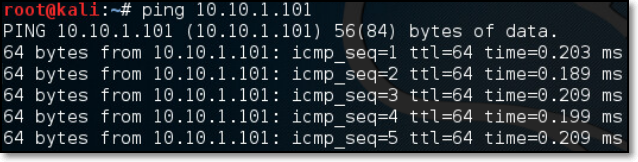 root@kali:~# ping 10.10.1.101
PING 10.10.1.101 (10.10.1.101) 56(84) bytes of data.
64 bytes from 10.10.1.101: icmp_seq=1 ttl=64 time=0.203 ms
64 bytes from 10.10.1.101: icmp_seq=2 ttl=64 time=0.189 ms
64 bytes from 10.10.1.101: icmp_seq=3 ttl=64 time=0.209 ms
64 bytes from 10.10.1.101: icmp_seq=4 ttl=64 time=0.199 ms
64 bytes from 10.10.1.101: icmp_seq=5 ttl=64 time=0.209 ms